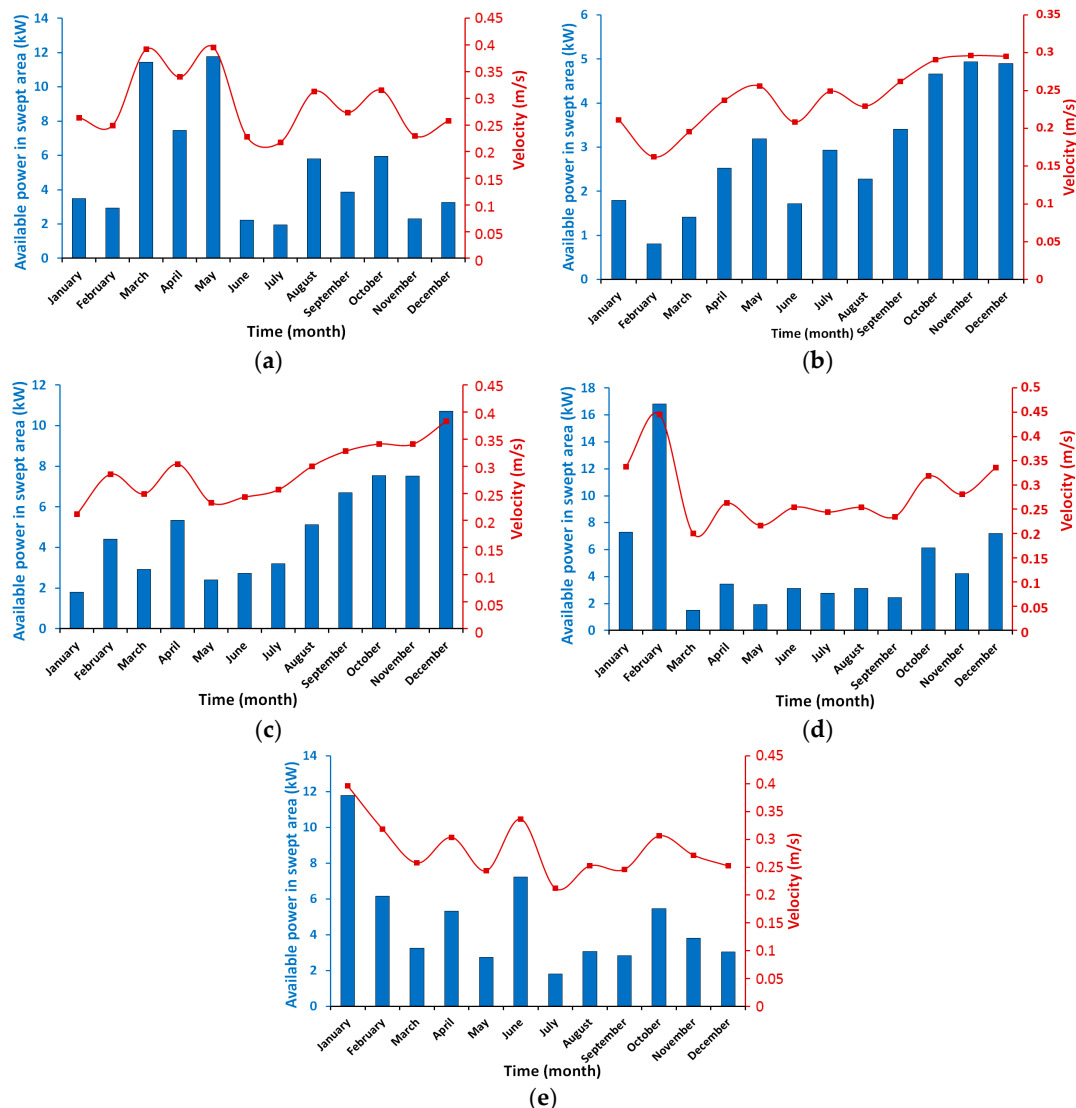 Available power in swept area (kW)
14
12
10
8
6
4
2
0
0.45
0.4
0.35
0.3
0.25
0.2
0.15
0.1
0.05
0
Velocity (m/s)
January
February
March
April
May
June
July
August
September
October
November
December
Time (month)
(a)
Available power in swept area (kW)
6
5
4
3
2
1
0
0.35
0.3
0.25
0.2
0.15
0.1
0.05
0
Velocity (m/s)
January
February
March
April
May
June
July
August
September
October
November
December
Time (month)
(b)
Available power in swept area (kW)
12
10
8
6
4
2
0
0.45
0.4
0.35
0.3
0.25
0.2
0.15
0.1
0.05
0
Velocity (m/s)
January
February
March
April
May
June
July
August
September
October
November
December
Time (month)
(c)
Available power in swept area (kW)
18
16
14
12
10
8
6
4
2
0
0.5
0.45
0.4
0.35
0.3
0.25
0.2
0.15
0.1
0.05
0
Velocity (m/s)
January
February
March
April
May
June
July
August
September
October
November
December
Time (month)
(d)
Available power in swept area (kW)
14
12
10
8
6
4
2
0
0.45
0.4
0.35
0.3
0.25
0.2
0.15
0.1
0.05
0
Velocity (m/s)
January
February
March
April
May
June
July
August
September
October
November
December
Time (month)
(e)